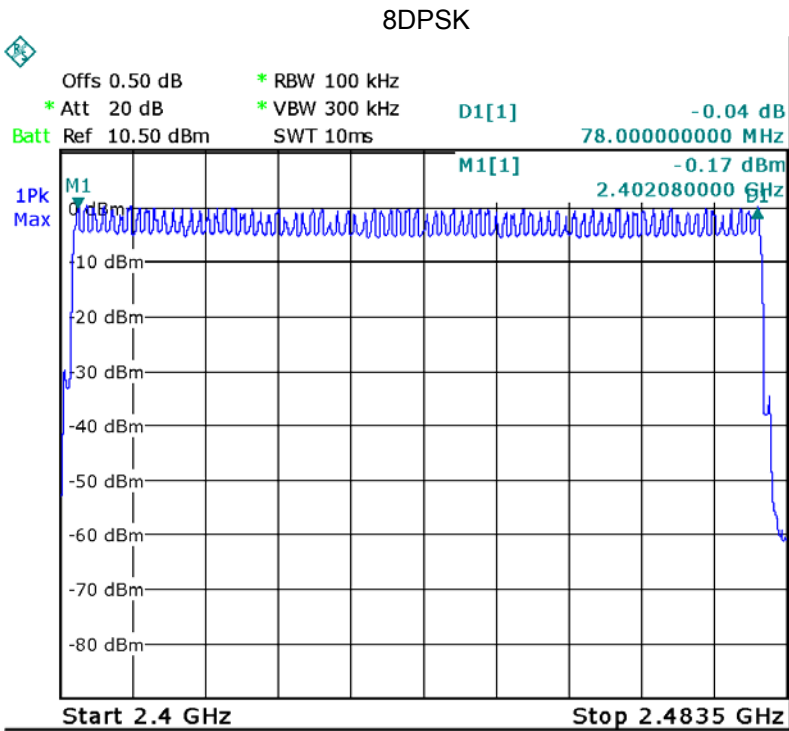 8DPSK
Offs 0.50 dB * RBW 100 kHz
* Att 20 dB * VBW 300 kHz D1[1] -0.04 dB
Batt Ref 10.50 dBm SWT 10ms 78.000000000 MHz
M1[1] -0.17 dBm
1Pk M1 2.402080000 GHz
Max 0 dBm D1
-10 dBm
-20 dBm
-30 dBm
-40 dBm
-50 dBm
-60 dBm
-70 dBm
-80 dBm
Start 2.4 GHz Stop 2.4835 GHz